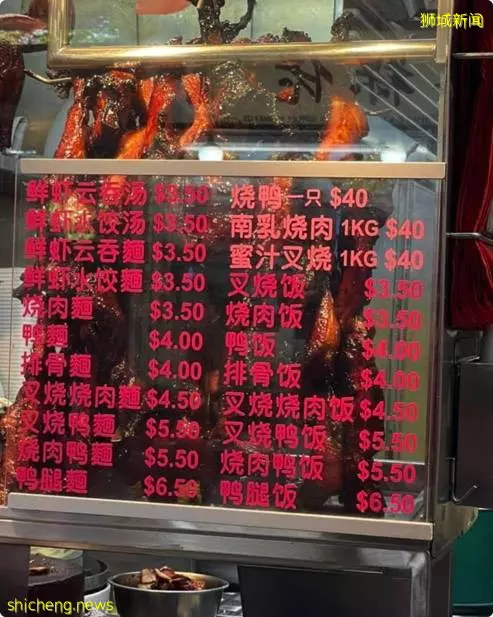 狮城新闻
鲜虾云吞汤 $3.50
鲜虾水饺汤 $3.50
鲜虾云吞麵 $3.50
鲜虾水饺麵 $3.50
烧肉麵 $3.50
鸭麵 $4.00
排骨麵 $4.00
叉烧烧肉麵 $4.50
叉烧鸭麵 $5.50
烧肉鸭麵 $5.50
鸭腿麵 $6.50
烧鸭一只 $40
南乳烧肉 1KG $40
蜜汁叉烧 1KG $40
叉烧饭 $3.50
烧肉饭 $3.50
鸭饭 $4.00
排骨饭 $4.00
叉烧烧肉饭 $4.50
叉烧鸭饭 $5.50
烧肉鸭饭 $5.50
鸭腿饭 $6.50
shicheng.news